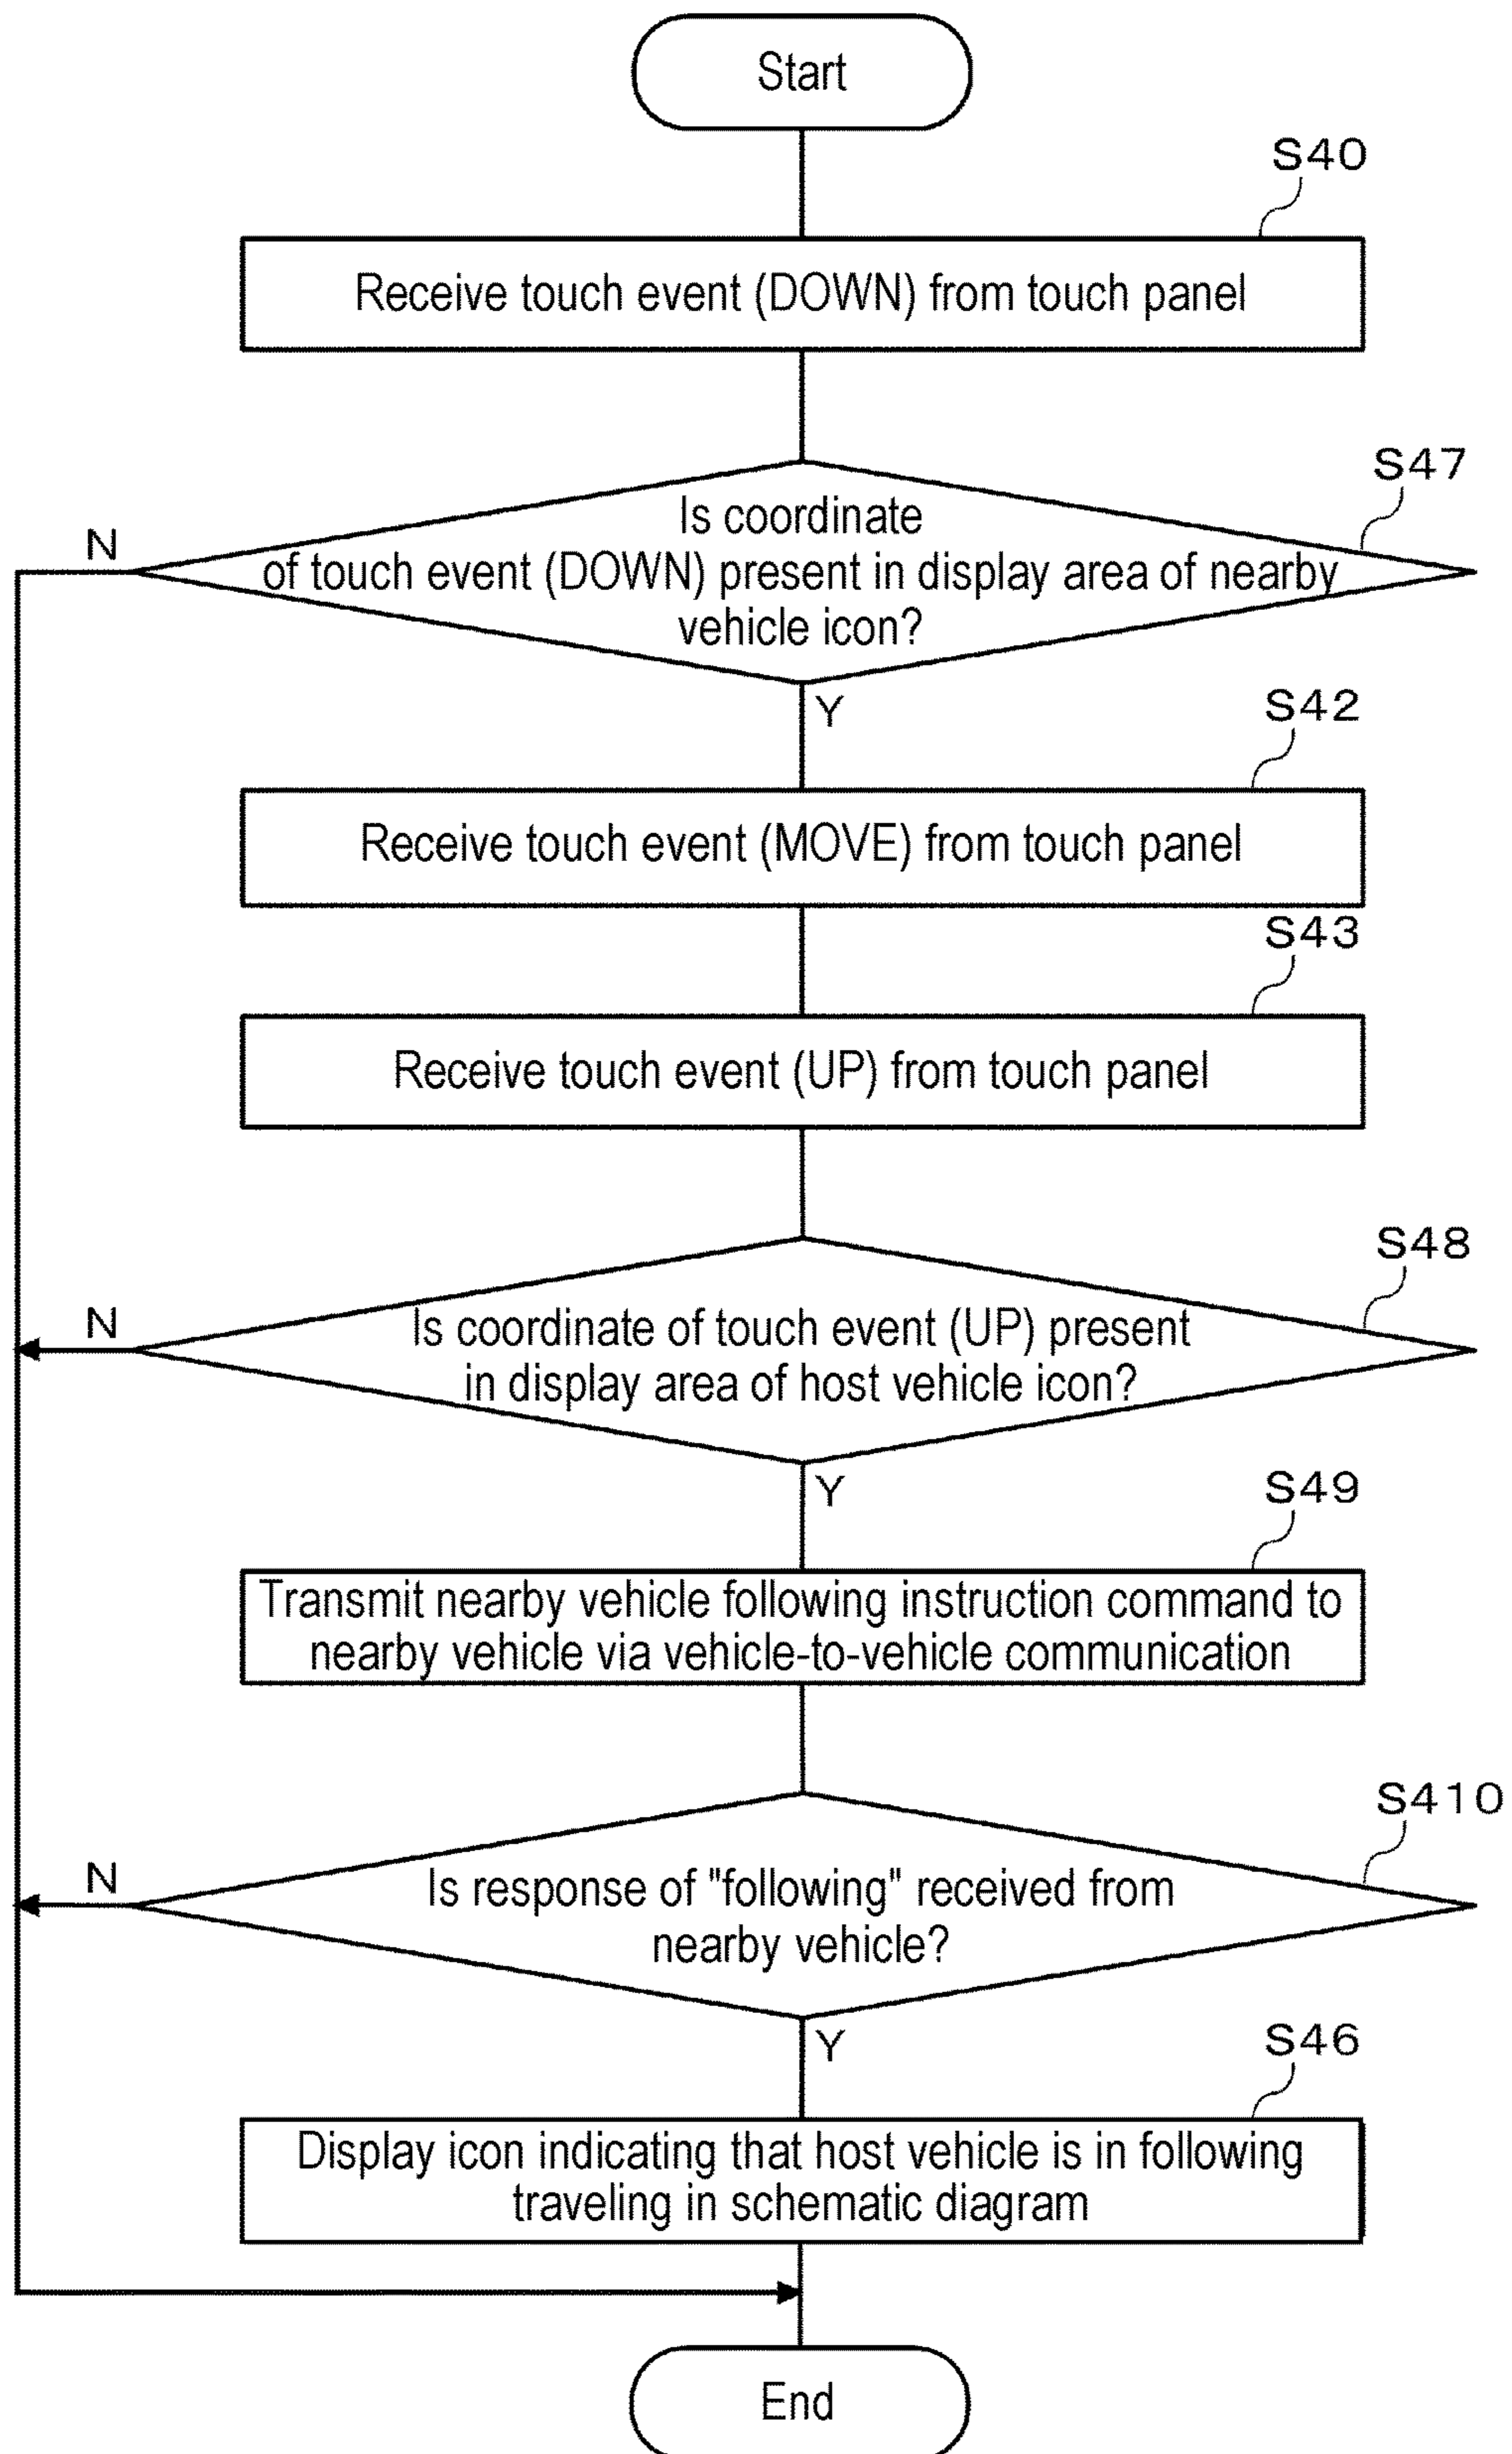 Start
S40
Receive touch event (DOWN) from touch panel
S47
Is coordinate
N
of touch event (DOWN) present in display area of nearby
vehicle icon?
Y
S42
Receive touch event (MOVE) from touch panel
S43
Receive touch event (UP) from touch panel
S48
N
Is coordinate of touch event (UP) present
in display area of host vehicle icon?
Y
S49
Transmit nearby vehicle following instruction command to
nearby vehicle via vehicle-to-vehicle communication
S410
N
Is response of "following" received from
nearby vehicle?
Y
S46
Display icon indicating that host vehicle is in following
traveling in schematic diagram
End